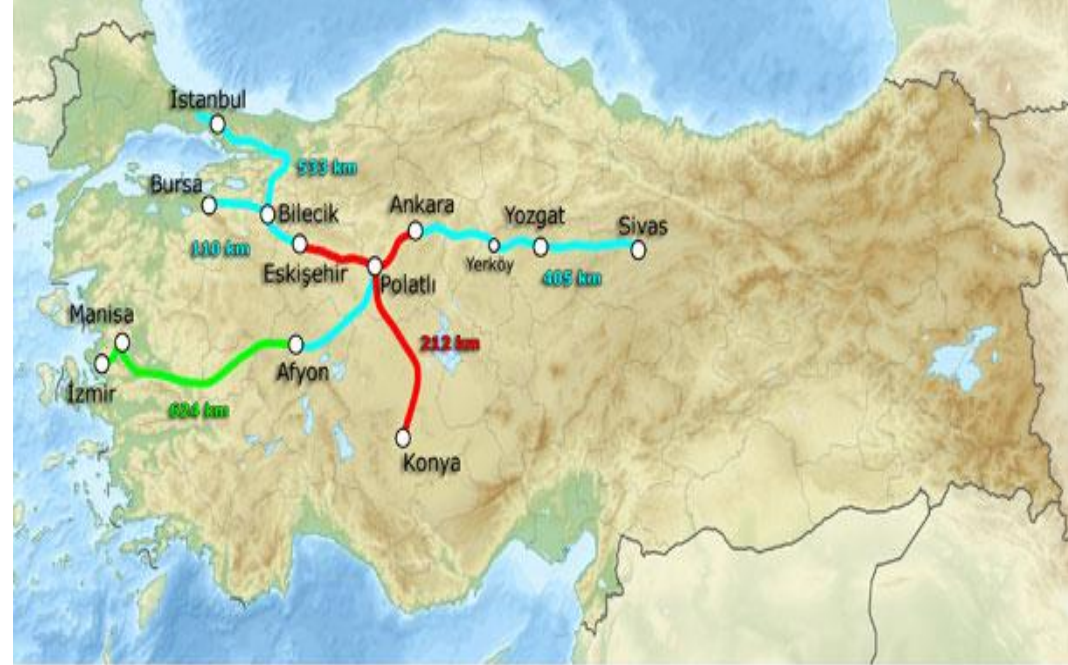 İstanbul
533 km
Bursa
Bilecik
Ankara
Yozgat
Sivas
110 km
Eskişehir
Yerköy
405 km
Polatlı
Manisa
212 km
Afyon
İzmir
624 km
Konya